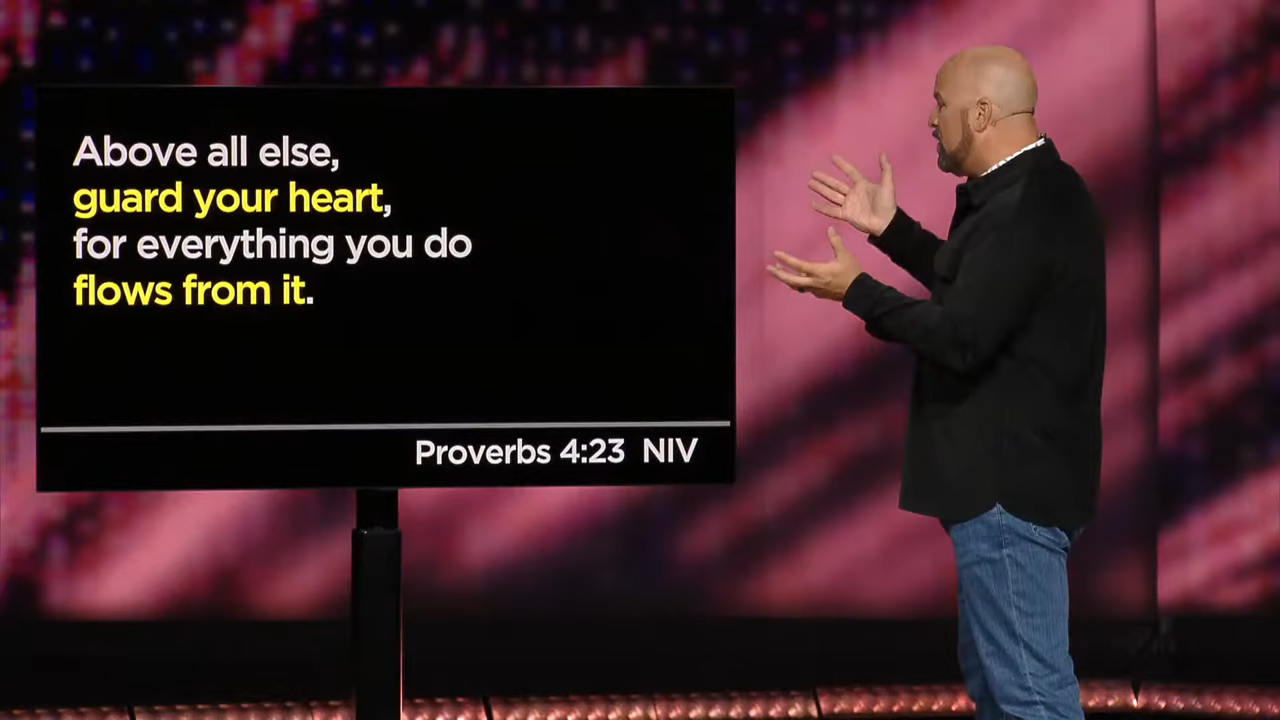 Above all else,
guard your heart,
for everything you do
flows from it.
Proverbs 4:23 NIV